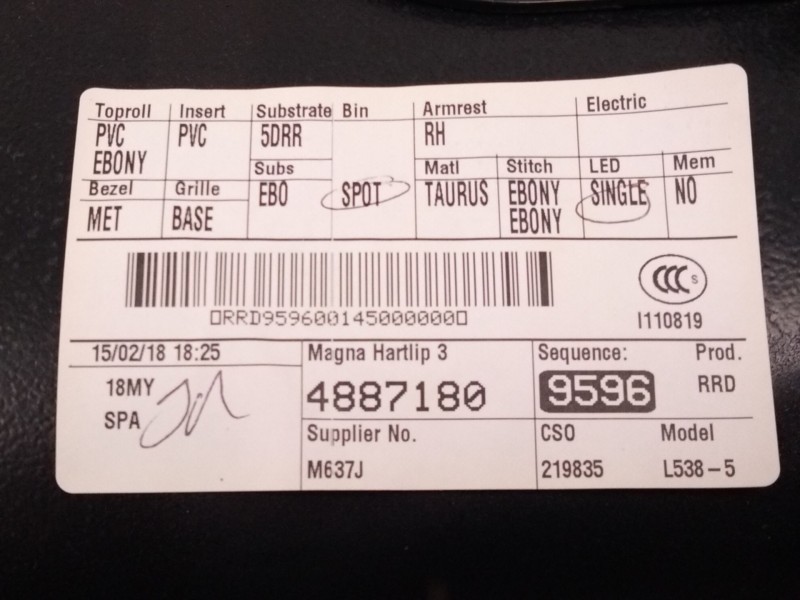 Toproll Insert Substrate Bin Armrest Electric
PVC PVC 5DRR RH
EBONY
Subs Matl Stitch LED Mem
Bezel Grille EBO SPOT TAURUS EBONY SINGLE NO
MET BASE EBONY
CCC S
▯RRD9596001450000000▯
I110819
15/02/18 18:25 Magna Hartlip 3 Sequence: Prod.
18MY 4887180 9596 RRD
SPA
Supplier No. CSO Model
M637J 219835 L538-5